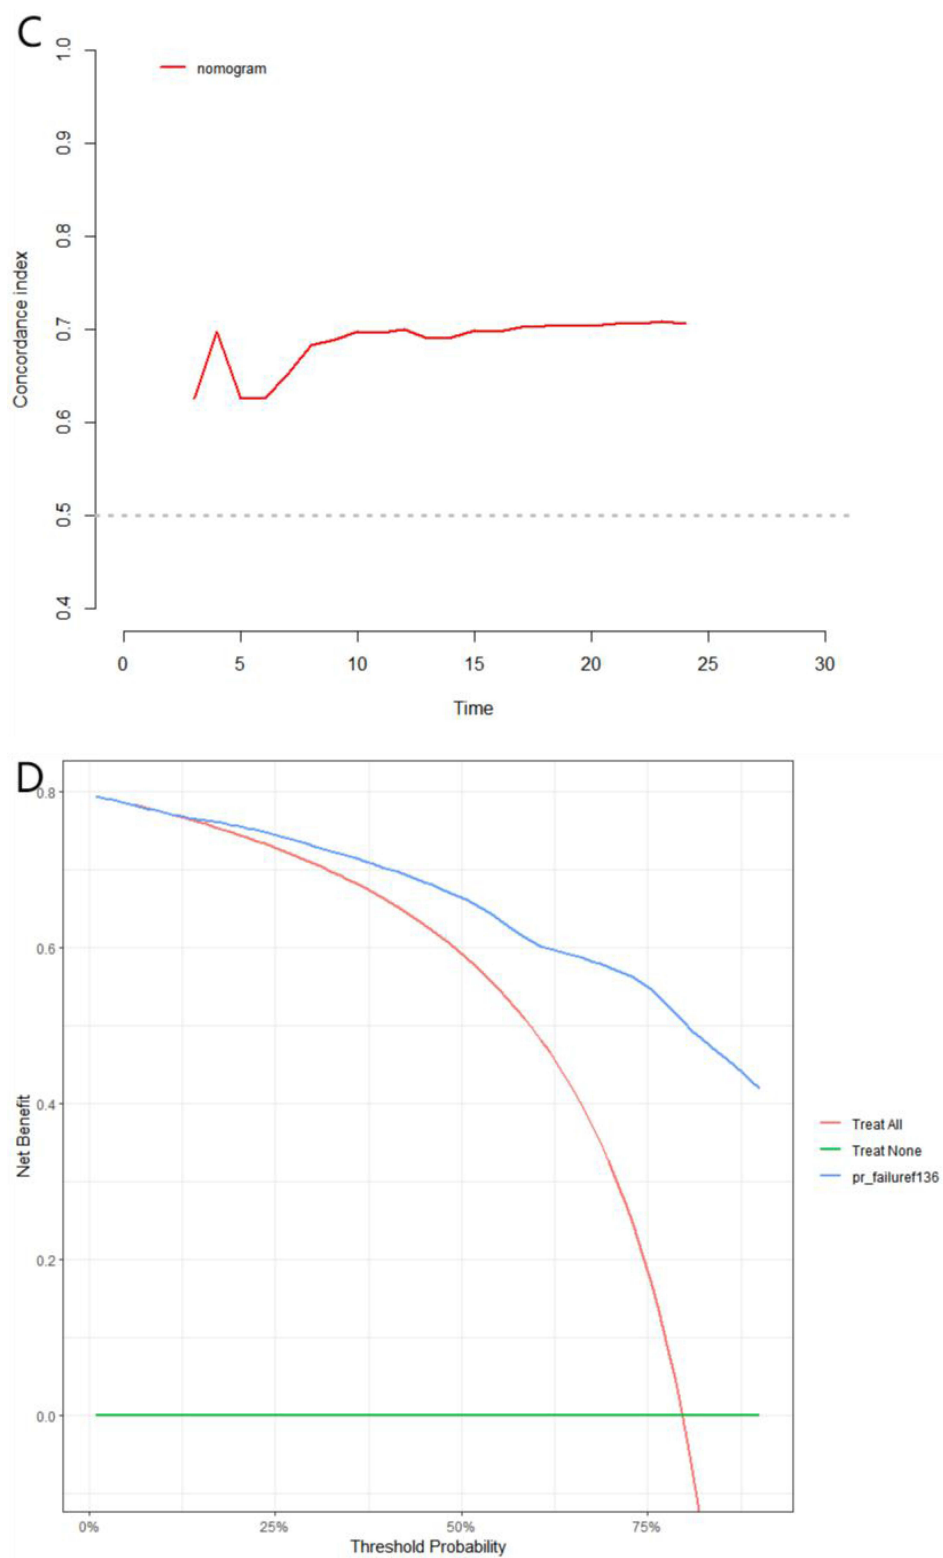 C
nomogram
1.0
0.9
0.8
0.7
0.6
0.5
0.4
Concordance index
0 5 10 15 20 25 30
Time
D
0.8
0.6
0.4
0.2
0.0
Net Benefit
Treat All
Treat None
pr_failuref136
0% 25% 50% 75%
Threshold Probability